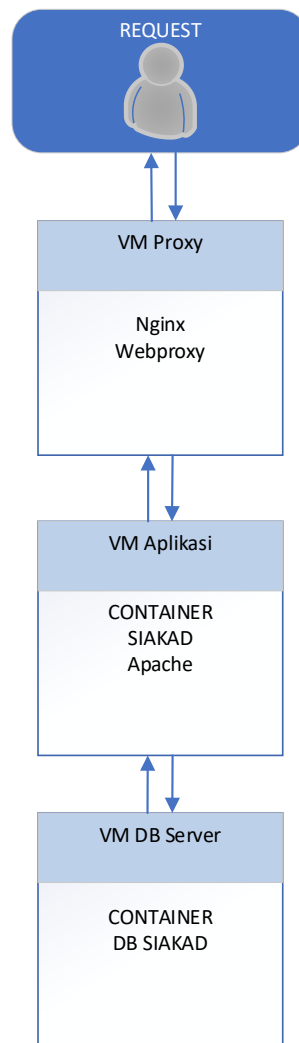 REQUEST
VM Proxy
Nginx
Webproxy
VM Aplikasi
CONTAINER
SIAKAD
Apache
VM DB Server
CONTAINER
DB SIAKAD